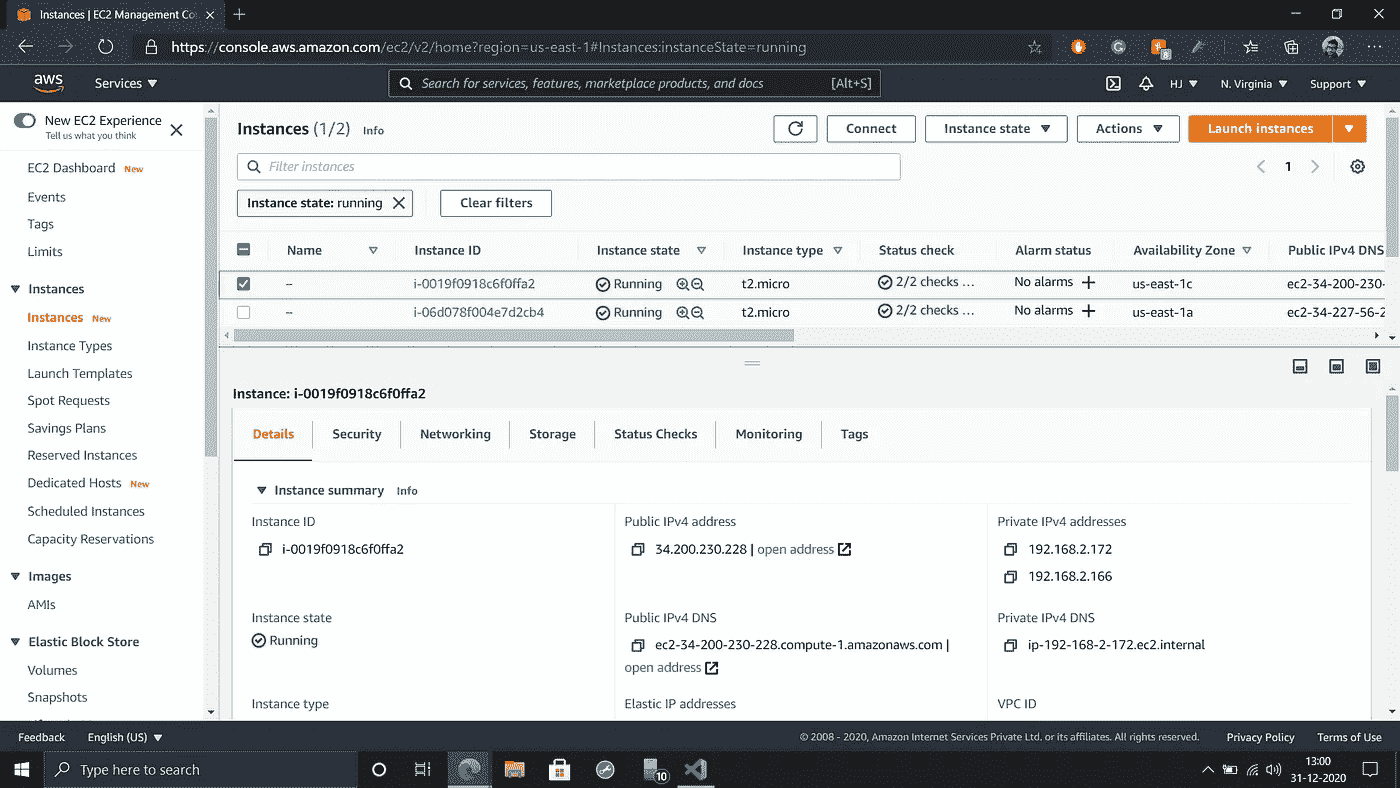 Instances | EC2 Management Co
https://console.aws.amazon.com/ec2/v2/home?region=us-east-1#Instances:instanceState=running
8
aws
Services
Search for services, features, marketplace products, and docs [Alt+S]
HJ
N. Virginia
Support
New EC2 Experience
Tell us what you think
EC2 Dashboard New
Events
Tags
Limits
Instances
Instances New
Instance Types
Launch Templates
Spot Requests
Savings Plans
Reserved Instances
Dedicated Hosts New
Scheduled Instances
Capacity Reservations
Images
AMIs
Elastic Block Store
Volumes
Snapshots
Instances (1/2) Info
Connect
Instance state
Actions
Launch instances
Filter instances
1
Instance state: running
Clear filters
Name Instance ID Instance state Instance type Status check Alarm status Availability Zone Public IPv4 DNS
– i-0019f0918c6f0ffa2 Running t2.micro 2/2 checks ... No alarms us-east-1c ec2-34-200-230-
– i-06d078f004e7d2cb4 Running t2.micro 2/2 checks ... No alarms us-east-1a ec2-34-227-56-2
Instance: i-0019f0918c6f0ffa2
Details Security Networking Storage Status Checks Monitoring Tags
Instance summary Info
Instance ID
i-0019f0918c6f0ffa2
Public IPv4 address
34.200.230.228 | open address
Private IPv4 addresses
192.168.2.172
192.168.2.166
Instance state
Running
Public IPv4 DNS
ec2-34-200-230-228.compute-1.amazonaws.com |
open address
Private IPv4 DNS
ip-192-168-2-172.ec2.internal
Instance type
Elastic IP addresses
VPC ID
Feedback
English (US)
© 2008 - 2020, Amazon Internet Services Private Ltd. or its affiliates. All rights reserved.
Privacy Policy
Terms of Use
Type here to search
10
13:00
31-12-2020